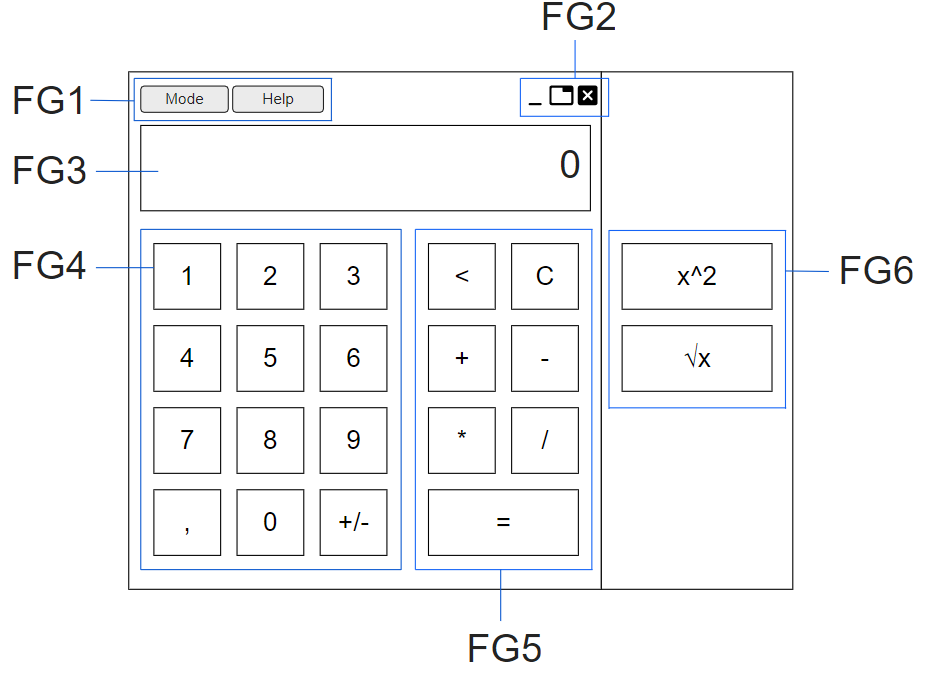 FG2
FG1
Mode Help
FG3
0
FG4
1 2 3 < C x^2
FG6
4 5 6 + - √x
7 8 9 * /
, 0 +/- =
FG5